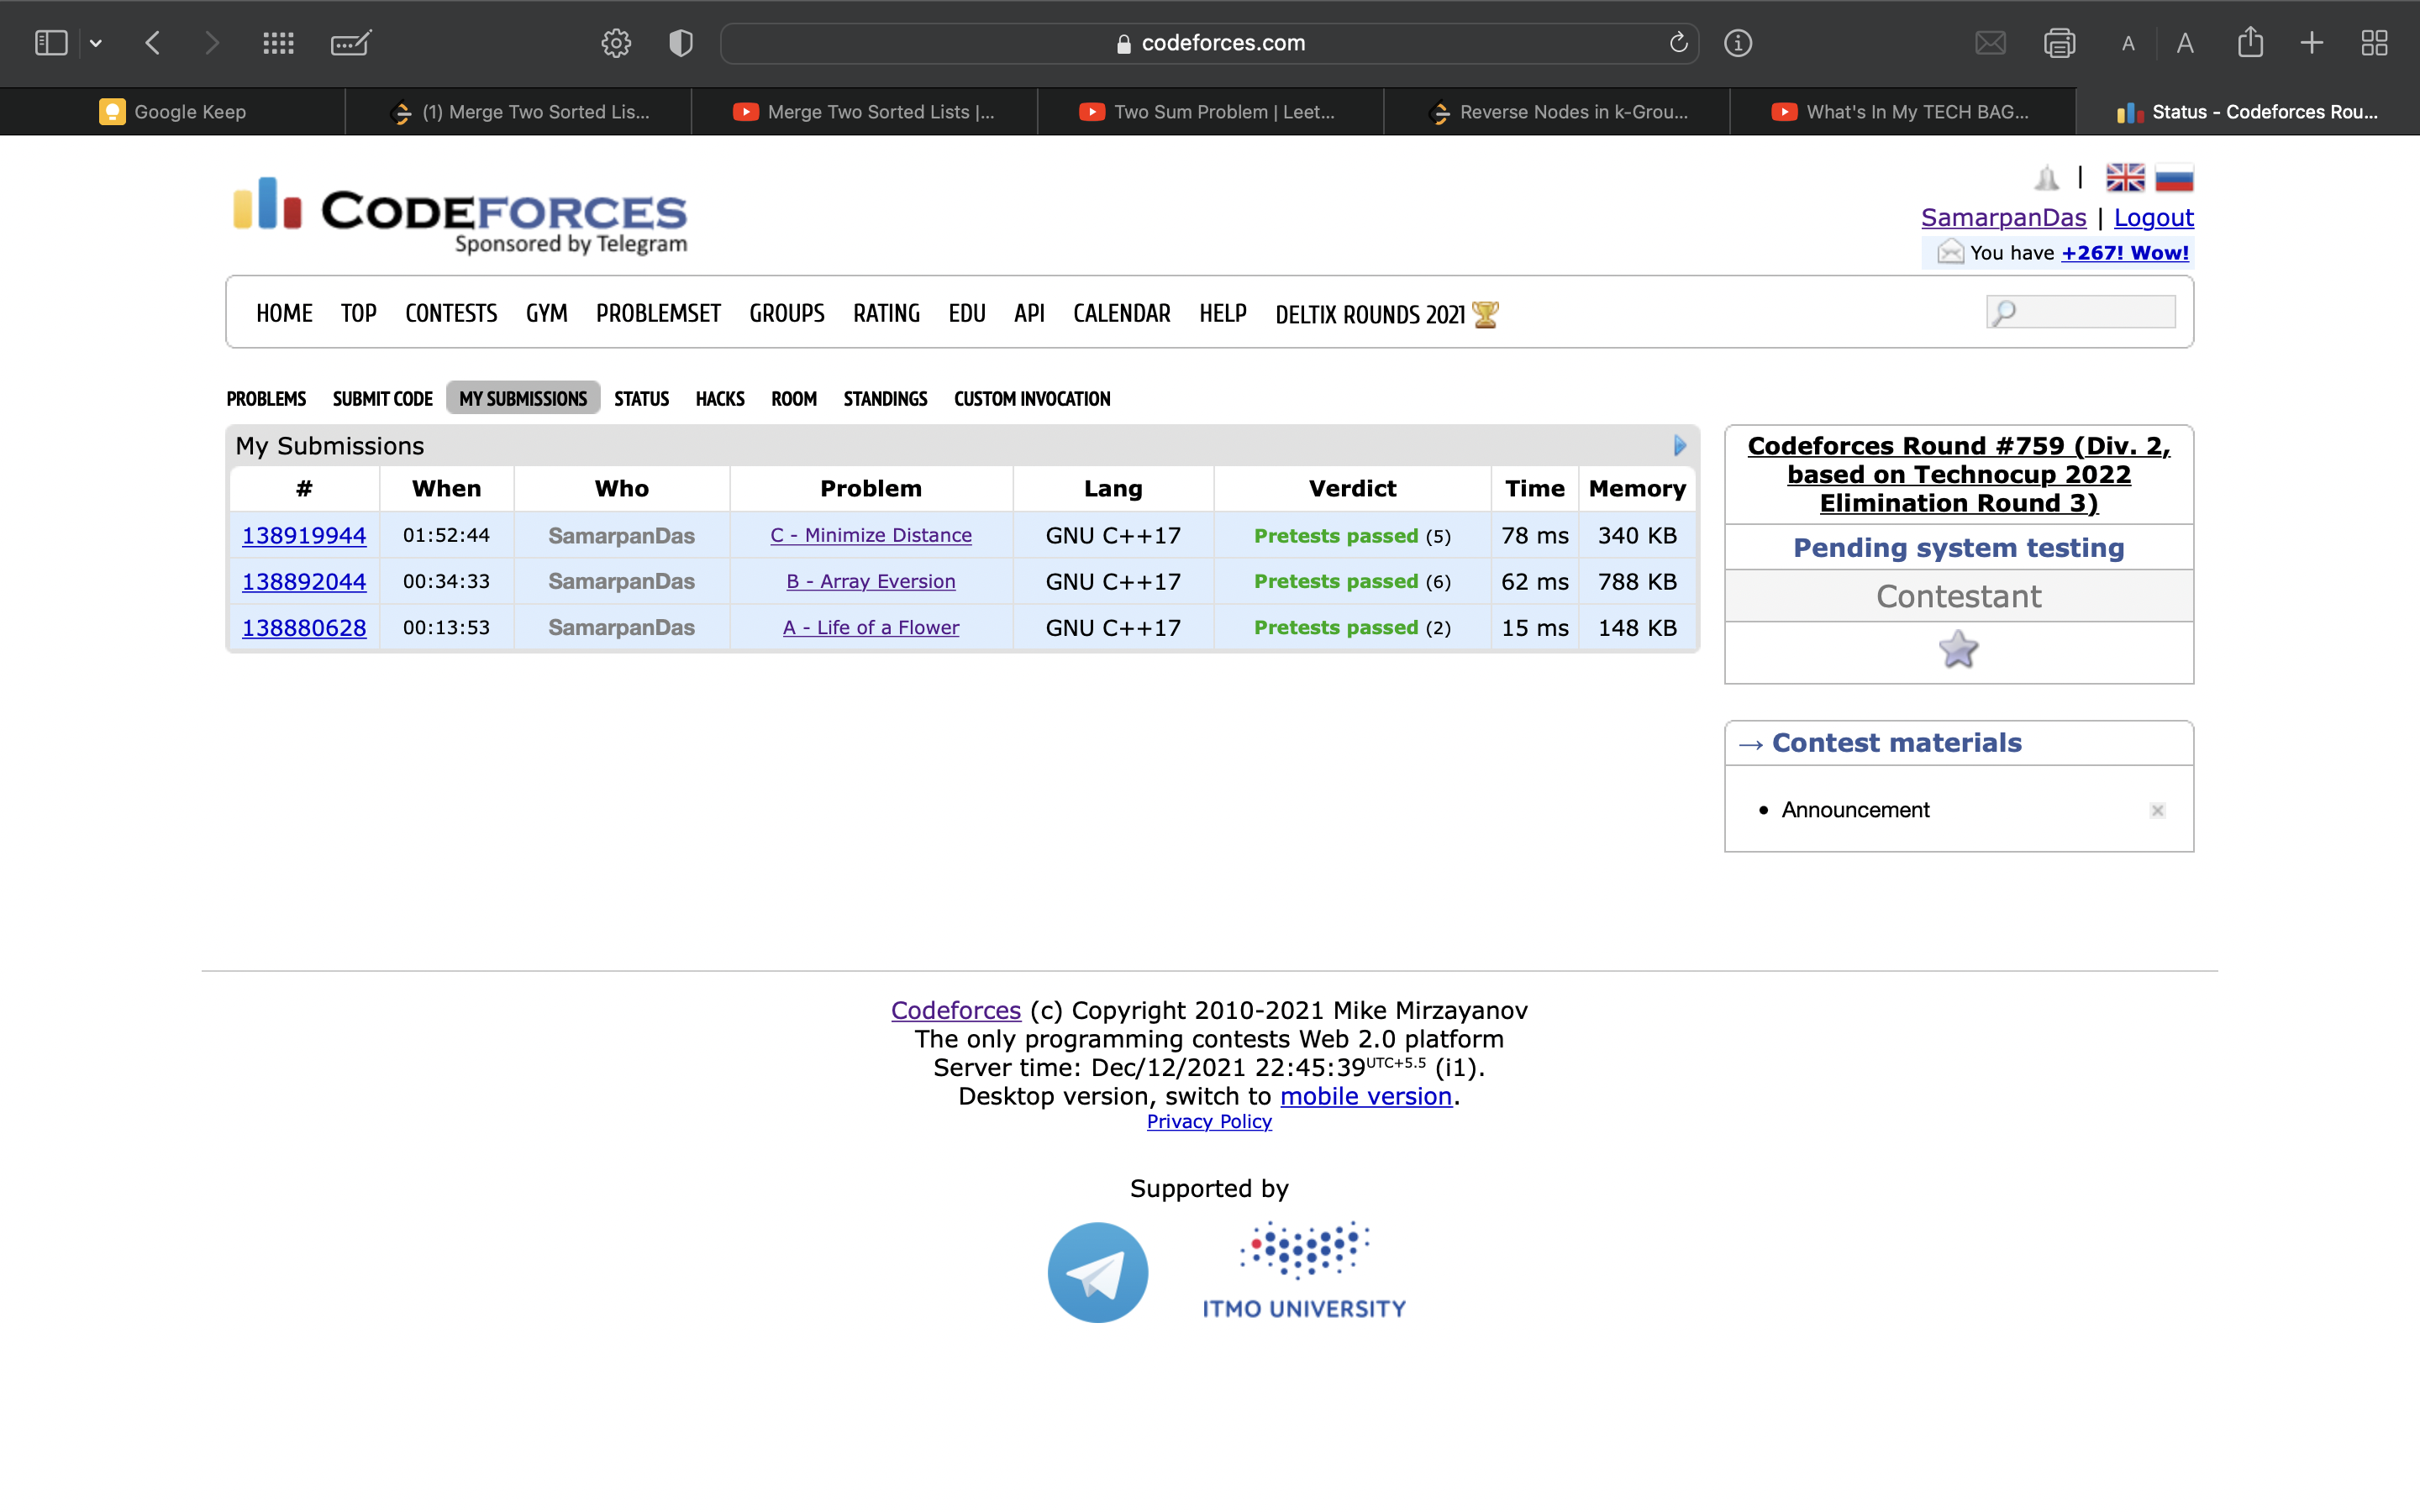 codeforces.com
A A
Google Keep
(1) Merge Two Sorted Lis...
Merge Two Sorted Lists |...
Two Sum Problem | Leet...
Reverse Nodes in k-Grou...
What's In My TECH BAG...
Status - Codeforces Rou...
CODEFORCES
Sponsored by Telegram
|
SamarpanDas | Logout
You have +267! Wow!
HOME TOP CONTESTS GYM PROBLEMSET GROUPS RATING EDU API CALENDAR HELP DELTIX ROUNDS 2021
PROBLEMS SUBMIT CODE MY SUBMISSIONS STATUS HACKS ROOM STANDINGS CUSTOM INVOCATION
My Submissions
# When Who Problem Lang Verdict Time Memory
138919944 01:52:44 SamarpanDas C - Minimize Distance GNU C++17 Pretests passed (5) 78 ms 340 KB
138892044 00:34:33 SamarpanDas B - Array Eversion GNU C++17 Pretests passed (6) 62 ms 788 KB
138880628 00:13:53 SamarpanDas A - Life of a Flower GNU C++17 Pretests passed (2) 15 ms 148 KB
Codeforces Round #759 (Div. 2,
based on Technocup 2022
Elimination Round 3)
Pending system testing
Contestant
→ Contest materials
• Announcement
Codeforces (c) Copyright 2010-2021 Mike Mirzayanov
The only programming contests Web 2.0 platform
Server time: Dec/12/2021 22:45:39UTC+5.5 (i1).
Desktop version, switch to mobile version.
Privacy Policy
Supported by
ITMO UNIVERSITY